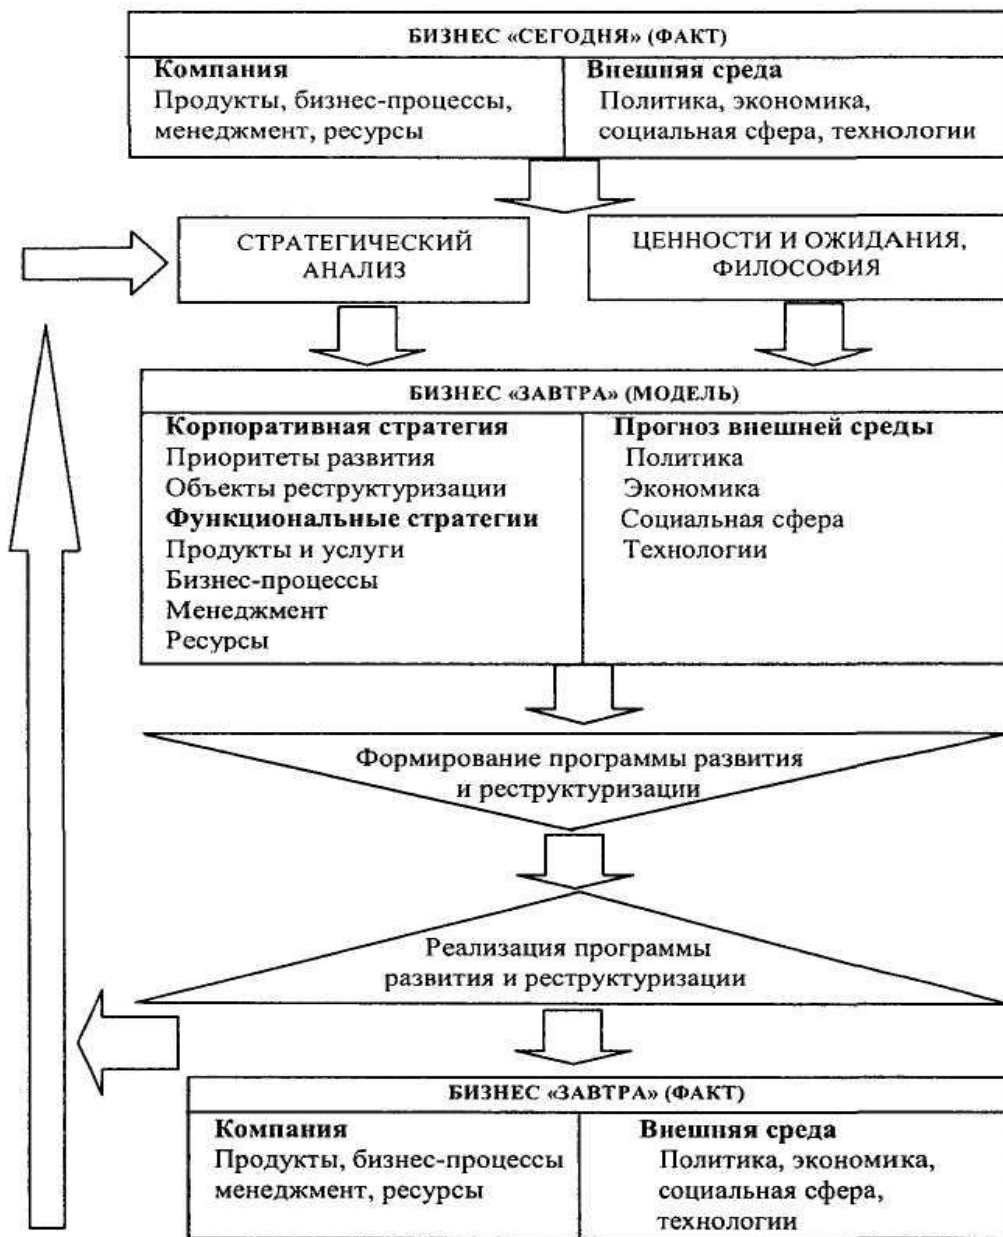 БИЗНЕС «СЕГОДНЯ» (ФАКТ)
Компания
Продукты, бизнес-процессы,
менеджмент, ресурсы
Внешняя среда
Политика, экономика,
социальная сфера, технологии
СТРАТЕГИЧЕСКИЙ
АНАЛИЗ
ЦЕННОСТИ И ОЖИДАНИЯ,
ФИЛОСОФИЯ
БИЗНЕС «ЗАВТРА» (МОДЕЛЬ)
Корпоративная стратегия
Приоритеты развития
Объекты реструктуризации
Функциональные стратегии
Продукты и услуги
Бизнес-процессы
Менеджмент
Ресурсы
Прогноз внешней среды
Политика
Экономика
Социальная сфера
Технологии
Формирование программы развития
и реструктуризации
Реализация программы
развития и реструктуризации
БИЗНЕС «ЗАВТРА» (ФАКТ)
Компания
Продукты, бизнес-процессы
менеджмент, ресурсы
Внешняя среда
Политика, экономика,
социальная сфера,
технологии